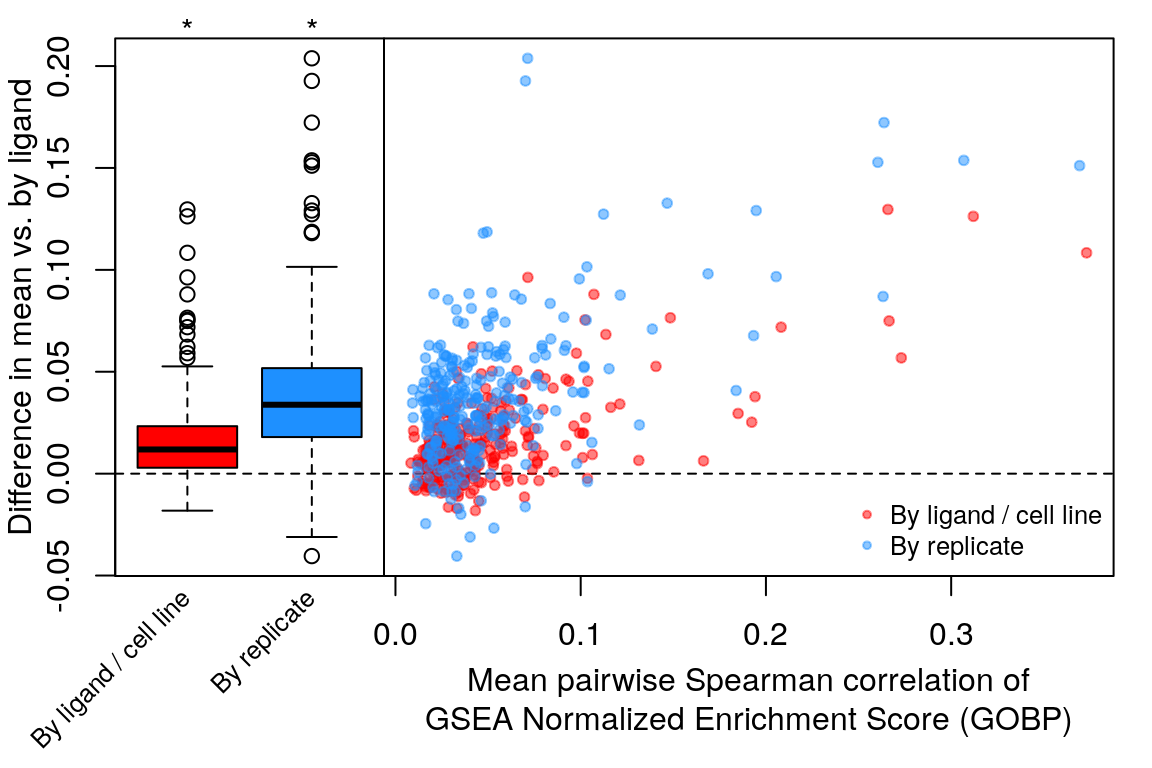 * *
Difference in mean vs. by ligand
0.20
0.15
0.10
0.05
0.00
-0.05
By ligand / cell line
By replicate
By ligand / cell line
By replicate
0.0 0.1 0.2 0.3
Mean pairwise Spearman correlation of
GSEA Normalized Enrichment Score (GOBP)